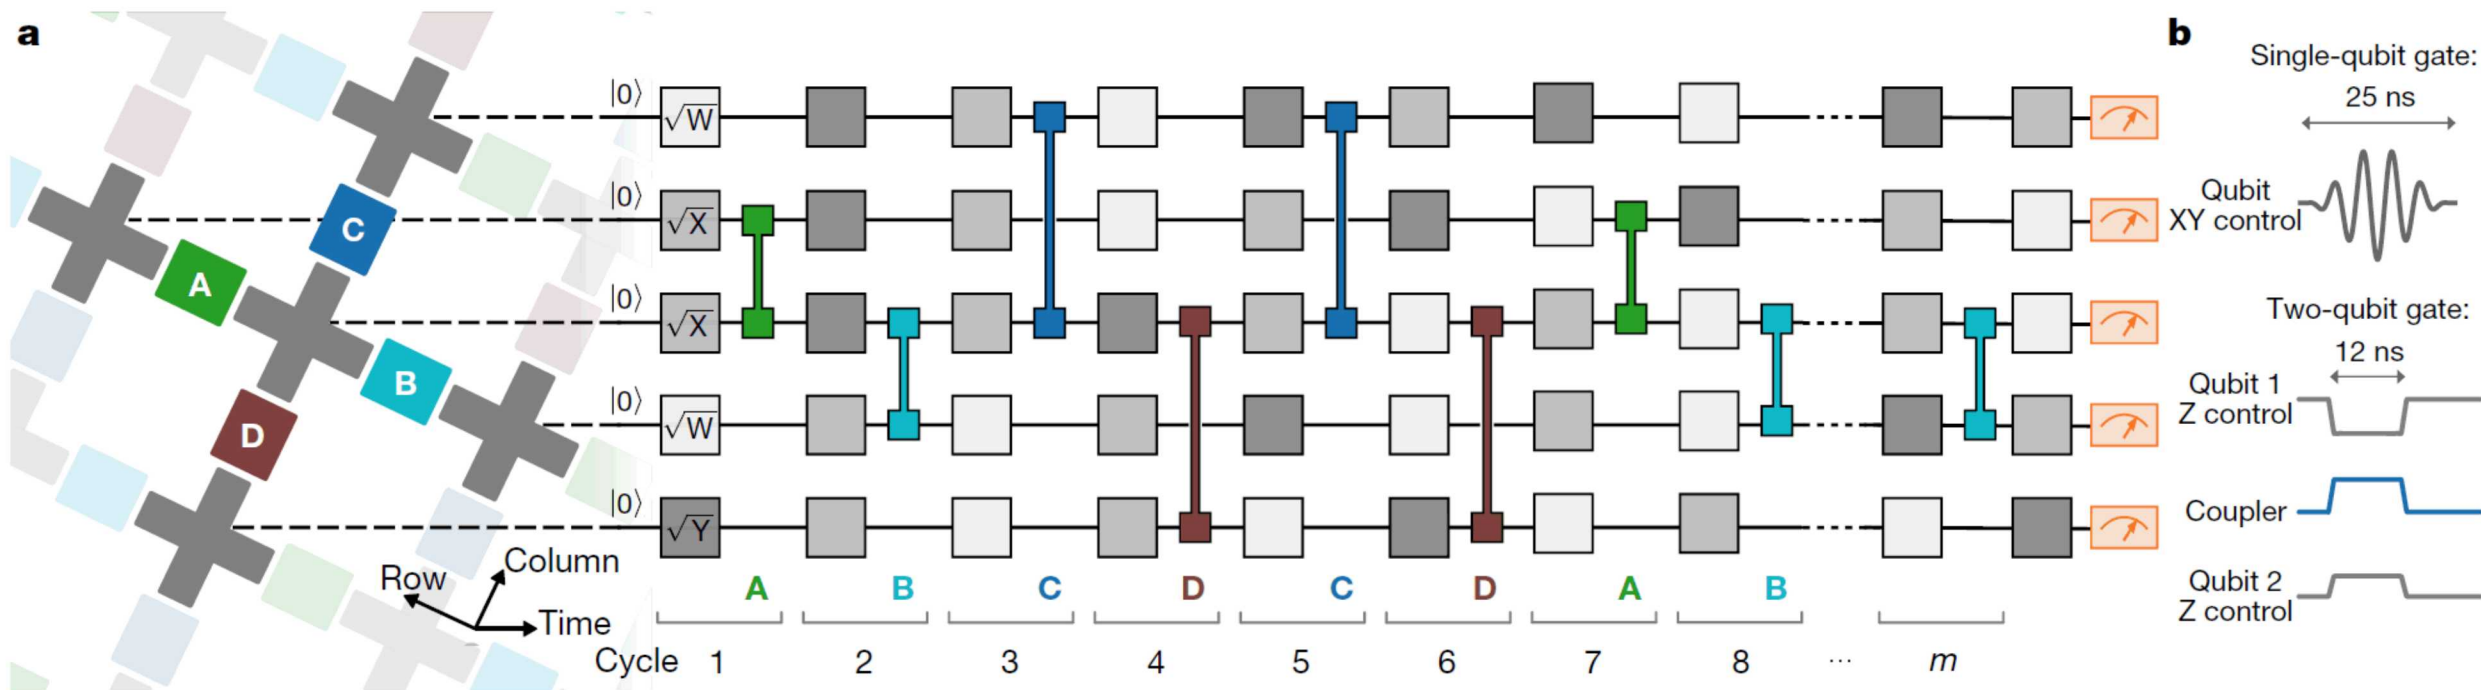 a
|0⟩
|0⟩
|0⟩
|0⟩
|0⟩
√W
√X
√X
√W
√Y
C
A
B
D
Row
Column
Time
A B C D C D A B
Cycle 1 2 3 4 5 6 7 8 ··· m
b
Single-qubit gate:
25 ns
Qubit
XY control
Two-qubit gate:
12 ns
Qubit 1
Z control
Coupler
Qubit 2
Z control